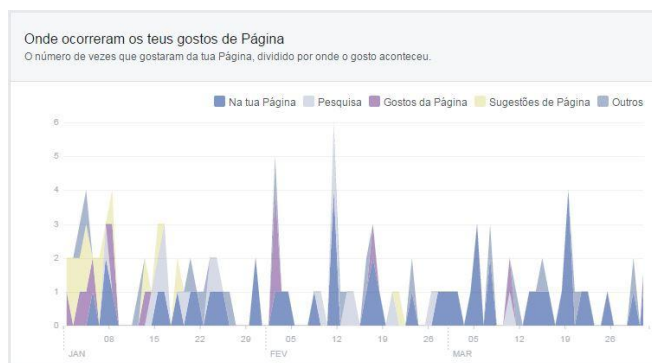 Onde ocorreram os teus gostos de Página
O número de vezes que gostaram da tua Página, dividido por onde o gosto aconteceu.
Na tua Página Pesquisa Gostos da Página Sugestões de Página Outros
6
5
4
3
2
1
0
08 15 22 29 05 12 19 26 05 12 19 26
JAN FEV MAR